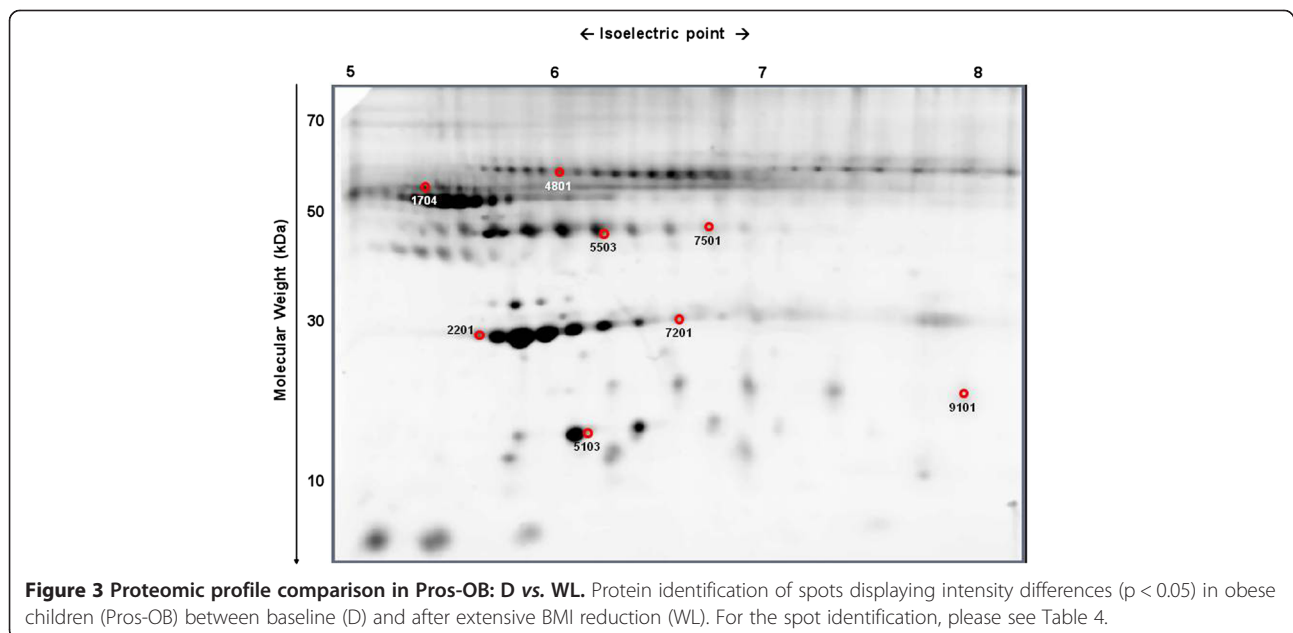 ← Isoelectric point →
5 6 7 8
Molecular Weight (kDa)
70
4801
1704
50
5503
7501
30
2201
7201
9101
5103
10
Figure 3 Proteomic profile comparison in Pros-OB: D vs. WL. Protein identification of spots displaying intensity differences (p < 0.05) in obese
children (Pros-OB) between baseline (D) and after extensive BMI reduction (WL). For the spot identification, please see Table 4.